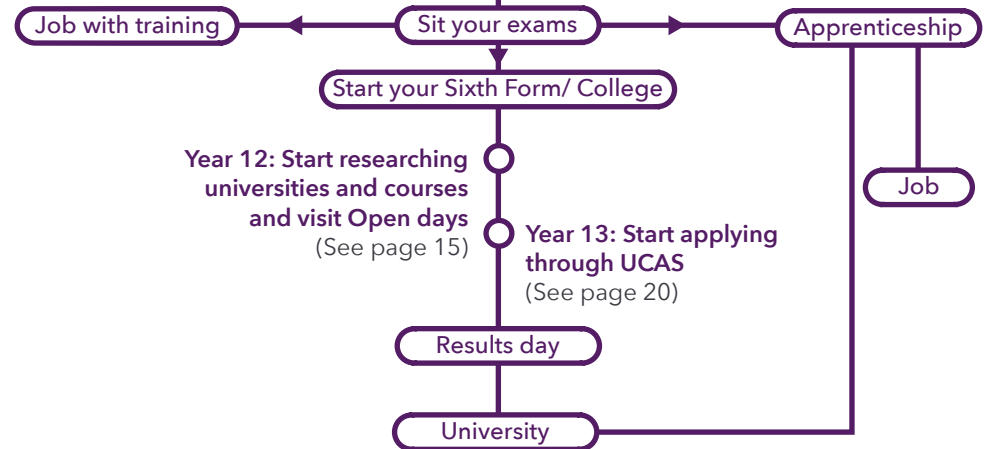 Job with training
Sit your exams
Apprenticeship
Start your Sixth Form/ College
Year 12: Start researching
universities and courses
and visit Open days
(See page 15)
Job
Year 13: Start applying
through UCAS
(See page 20)
Results day
University